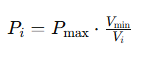 P_i = P_max · V_min / V_i